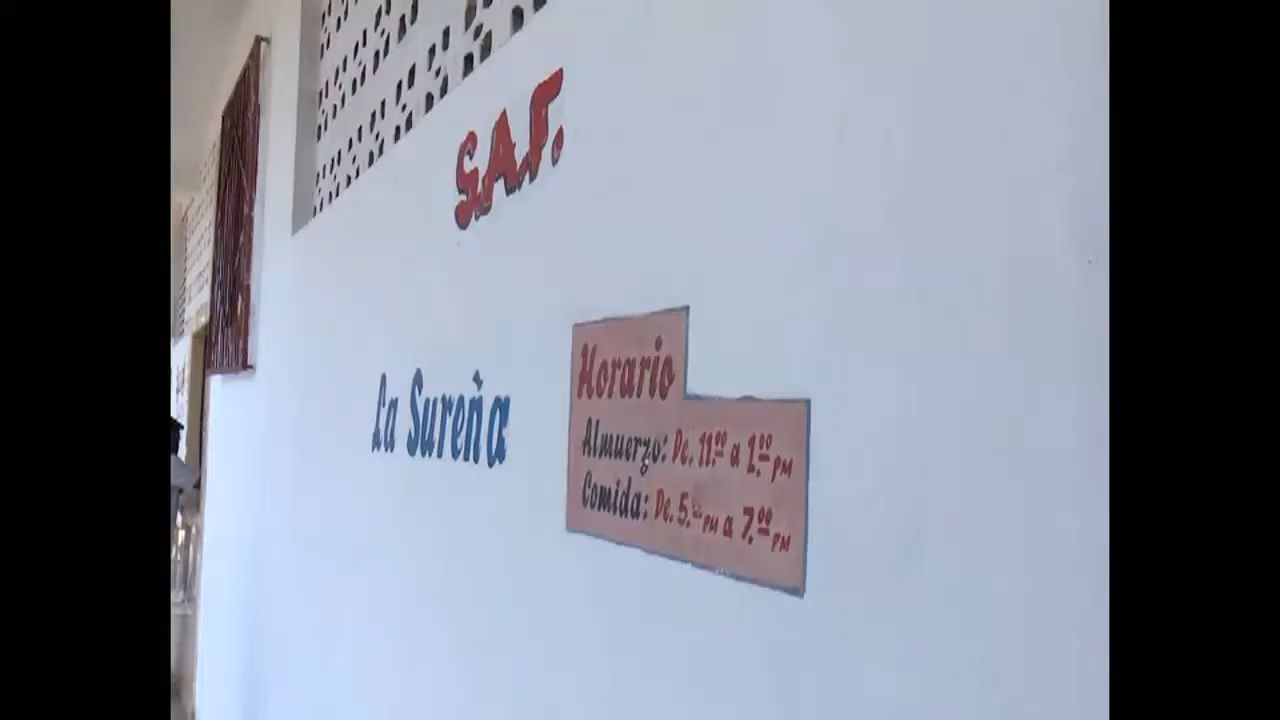 S.A.F.
La Sureña
Horario
Almuerzo: De. 11.00 a 1.00 PM
Comida: De. 5.00 PM a 7.00 PM